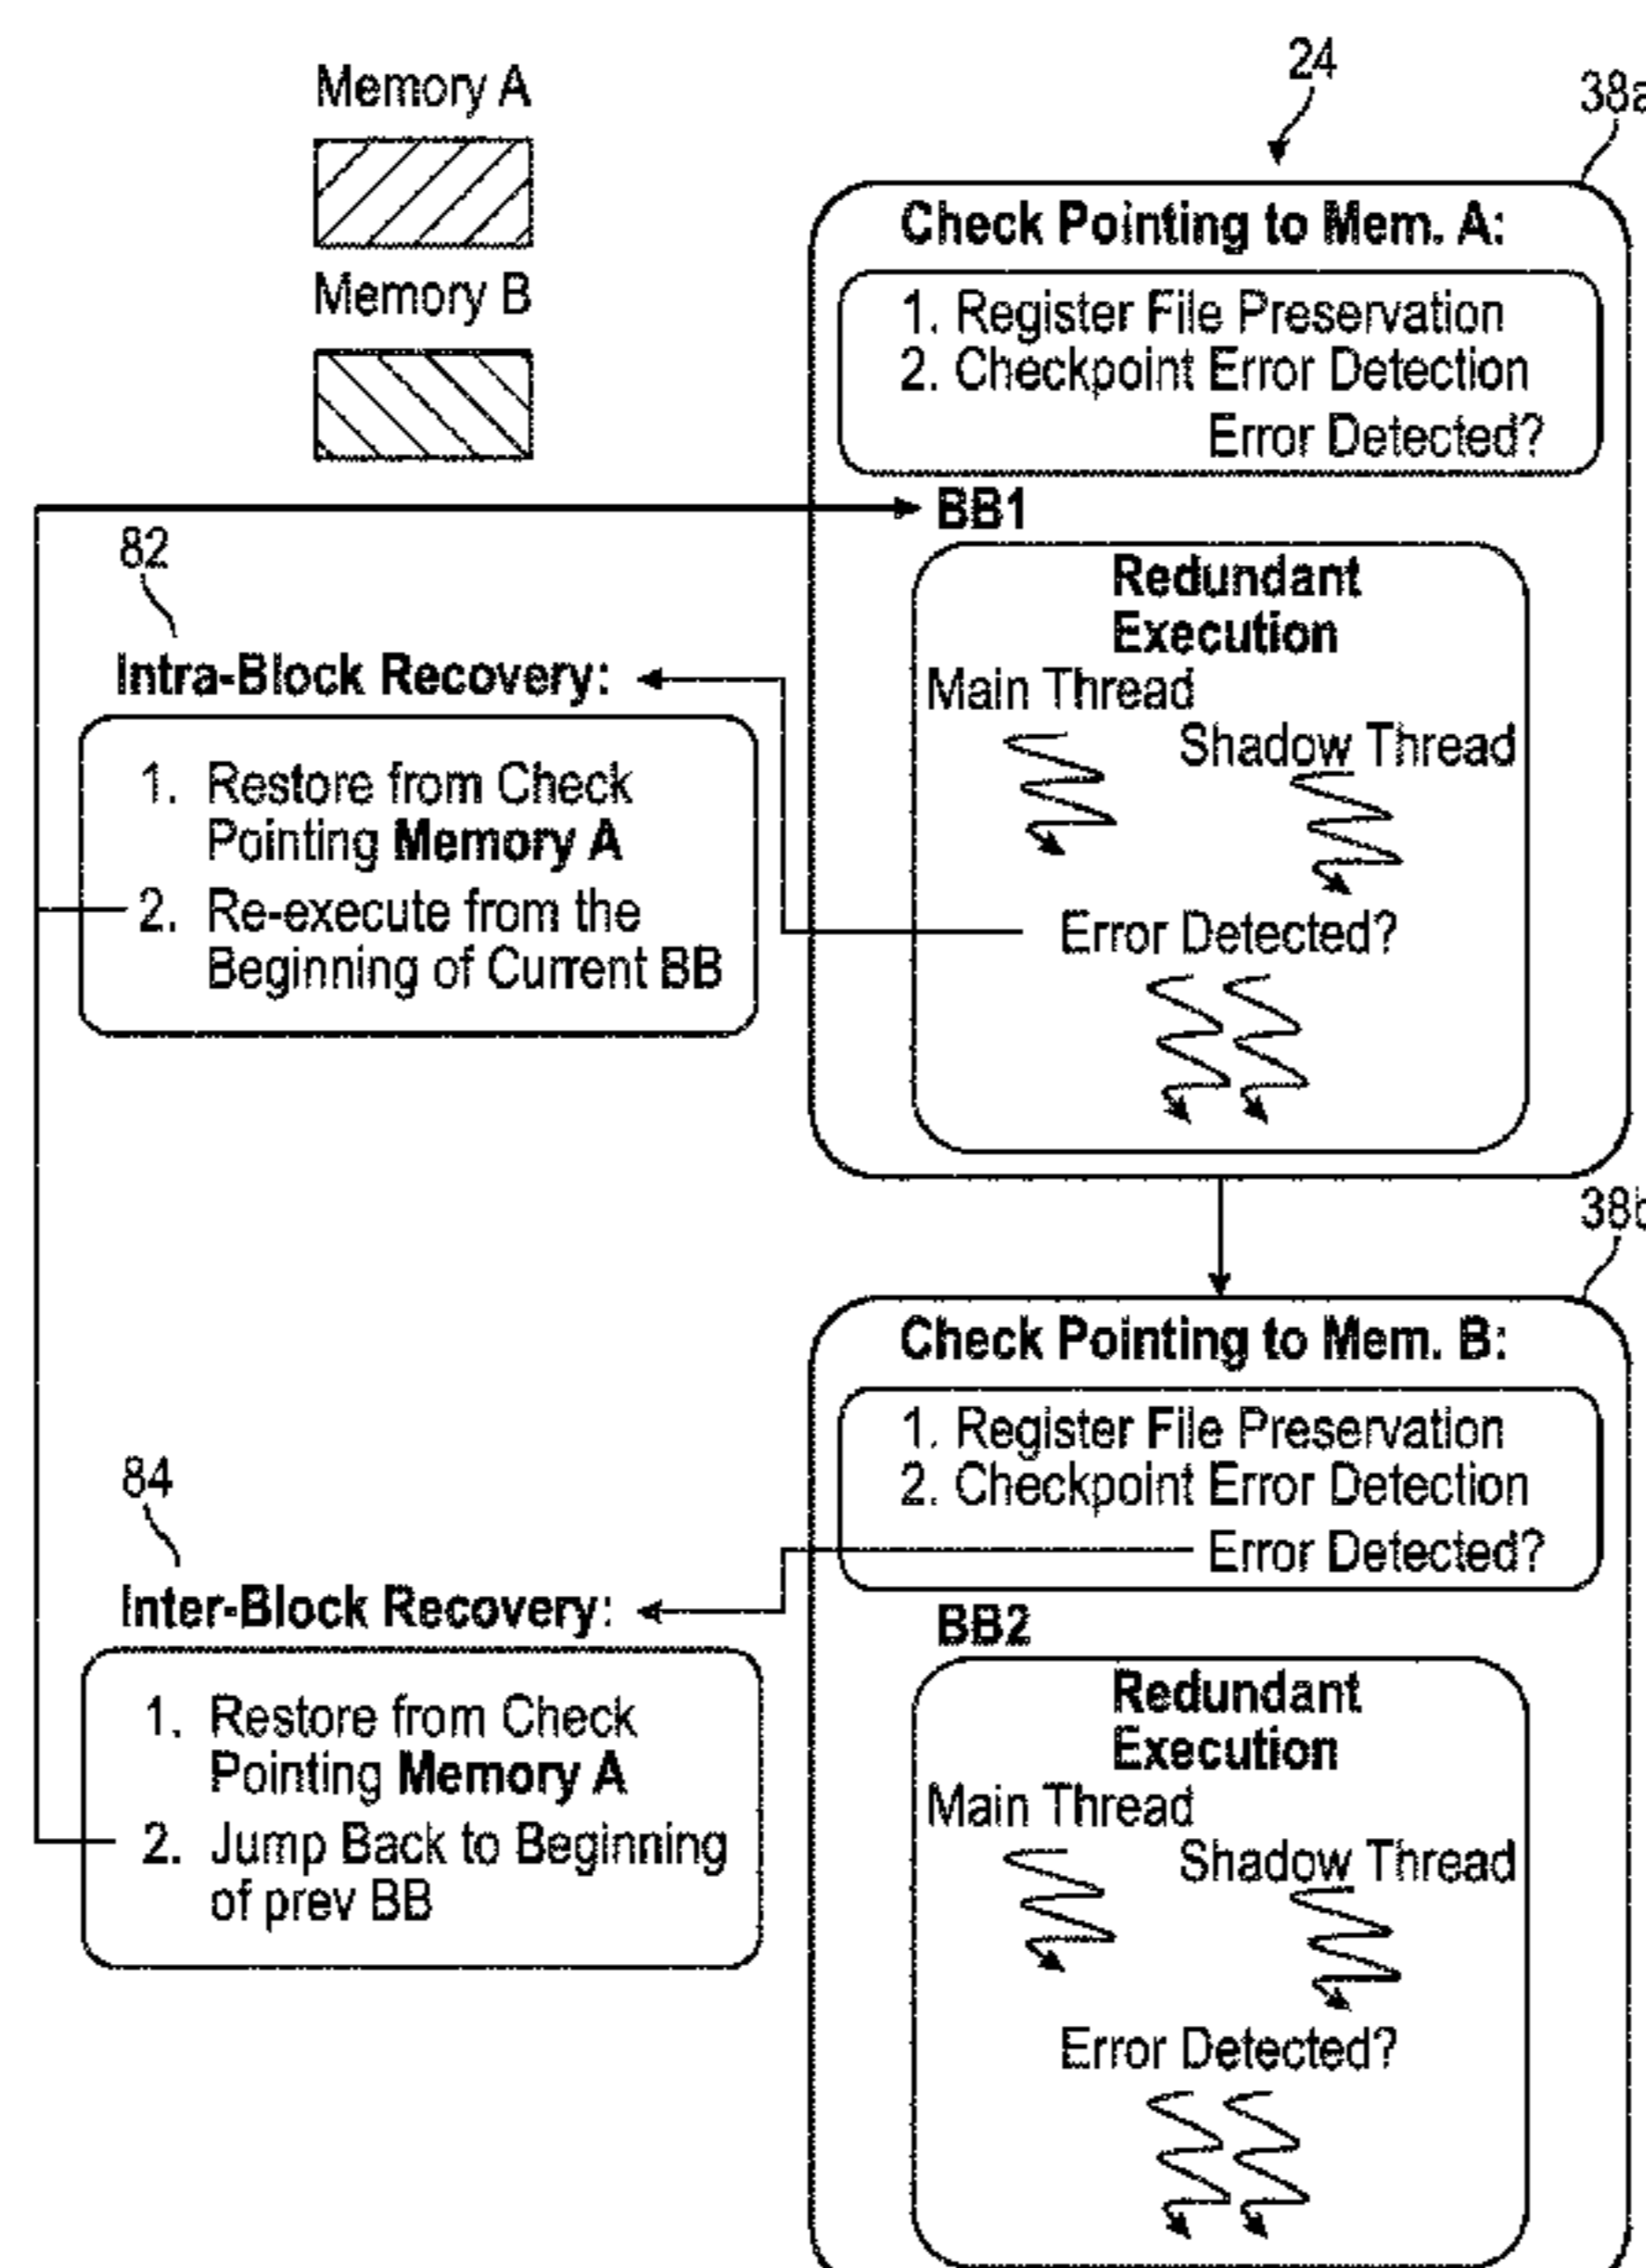 Memory A
Memory B
24
38a
Check Pointing to Mem. A:
1. Register File Preservation
2. Checkpoint Error Detection
Error Detected?
BB1
Redundant
Execution
Main Thread
Shadow Thread
Error Detected?
82
Intra-Block Recovery:
1. Restore from Check
Pointing Memory A
2. Re-execute from the
Beginning of Current BB
38b
Check Pointing to Mem. B:
1. Register File Preservation
2. Checkpoint Error Detection
Error Detected?
BB2
Redundant
Execution
Main Thread
Shadow Thread
Error Detected?
84
Inter-Block Recovery:
1. Restore from Check
Pointing Memory A
2. Jump Back to Beginning
of prev BB